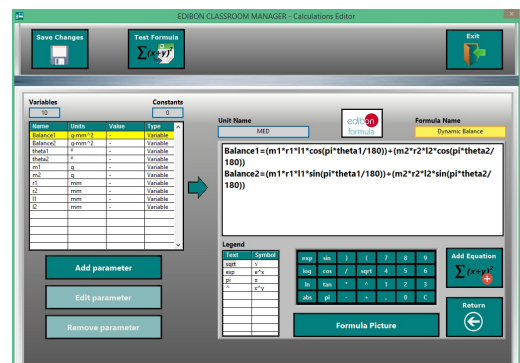 EDIBON CLASSROOM MANAGER - Calculations Editor
Save Changes
Test Formula
Σ(x+y)²
Exit
Variables Constants
10 0
Name Units Value Type
Balance1 g·mm^2 - Variable
Balance2 g·mm^2 - Variable
theta1 º - Variable
theta2 º - Variable
m1 g - Variable
m2 g - Variable
r1 mm - Variable
r2 mm - Variable
l1 mm - Variable
l2 mm - Variable
Add parameter
Edit parameter
Remove parameter
Unit Name
MED
edibon
formula
Formula Name
Dynamic Balance
Balance1=(m1*r1*l1*cos(pi*theta1/180))+(m2*r2*l2*cos(pi*theta2/
180))
Balance2=(m1*r1*l1*sin(pi*theta1/180))+(m2*r2*l2*sin(pi*theta2/
180))
Legend
Text Symbol
sqrt √
exp e^x
pi π
^ x^y
exp sin ) ( 7 8 9
log cos / sqrt 4 5 6
ln tan * ^ 1 2 3
abs pi - + . 0 C
Formula Picture
Add Equation
Σ(x+y)²
Return